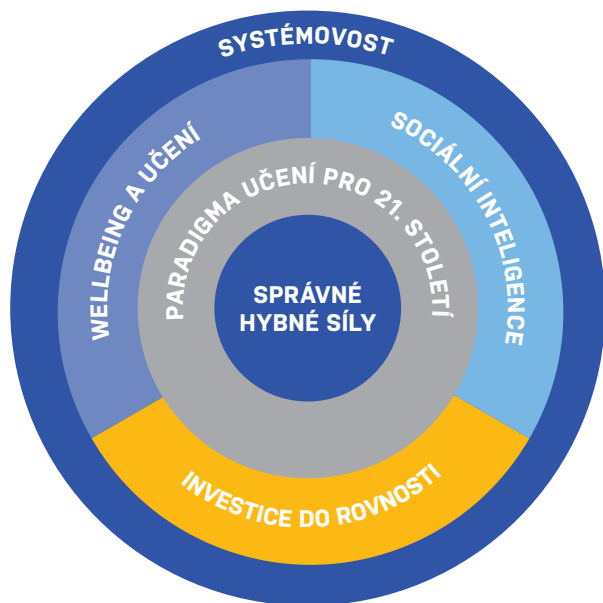 SYSTÉMOVOST
WELLBEING A UČENÍ
SOCIÁLNÍ INTELIGENCE
PARADIGMA UČENÍ PRO 21. STOLETÍ
SPRÁVNÉ
HYBNÉ SÍLY
INVESTICE DO ROVNOSTI